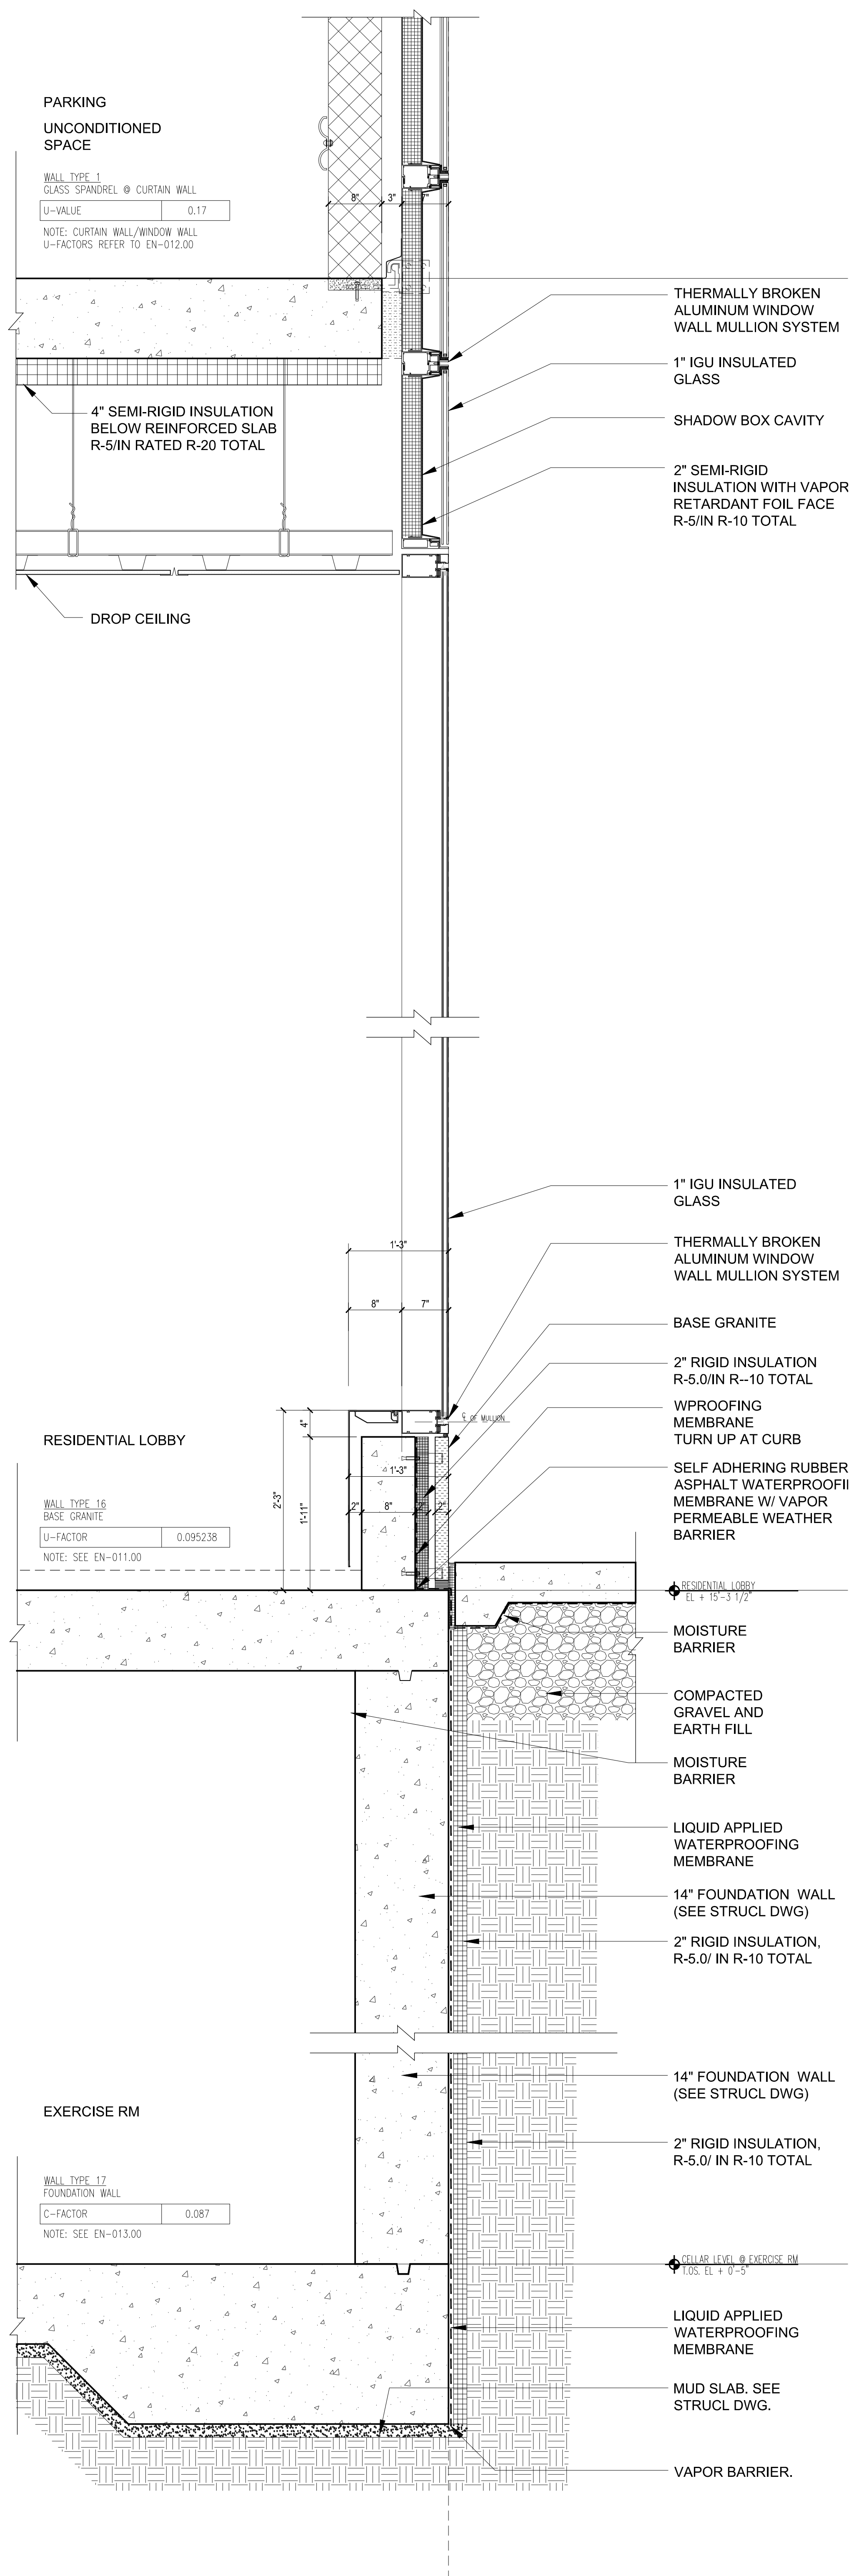 PARKING
UNCONDITIONED
SPACE
WALL TYPE 1
GLASS SPANDREL @ CURTAIN WALL
U-VALUE 0.17
NOTE: CURTAIN WALL/WINDOW WALL
U-FACTORS REFER TO EN-012.00
8" 3" 7"
THERMALLY BROKEN
ALUMINUM WINDOW
WALL MULLION SYSTEM
1" IGU INSULATED
GLASS
SHADOW BOX CAVITY
2" SEMI-RIGID
INSULATION WITH VAPOR
RETARDANT FOIL FACE
R-5/IN R-10 TOTAL
4" SEMI-RIGID INSULATION
BELOW REINFORCED SLAB
R-5/IN RATED R-20 TOTAL
DROP CEILING
1" IGU INSULATED
GLASS
THERMALLY BROKEN
ALUMINUM WINDOW
WALL MULLION SYSTEM
BASE GRANITE
2" RIGID INSULATION
R-5.0/IN R--10 TOTAL
WPROOFING
MEMBRANE
TURN UP AT CURB
SELF ADHERING RUBBER
ASPHALT WATERPROOFI
MEMBRANE W/ VAPOR
PERMEABLE WEATHER
BARRIER
1'-3"
8" 7"
℄ OF MULLION
4"
2'-3"
1'-11"
1'-3"
2" 8" 2" 2"
RESIDENTIAL LOBBY
WALL TYPE 16
BASE GRANITE
U-FACTOR 0.095238
NOTE: SEE EN-011.00
RESIDENTIAL LOBBY
EL + 15'-3 1/2"
MOISTURE
BARRIER
COMPACTED
GRAVEL AND
EARTH FILL
MOISTURE
BARRIER
LIQUID APPLIED
WATERPROOFING
MEMBRANE
14" FOUNDATION WALL
(SEE STRUCL DWG)
2" RIGID INSULATION,
R-5.0/ IN R-10 TOTAL
14" FOUNDATION WALL
(SEE STRUCL DWG)
2" RIGID INSULATION,
R-5.0/ IN R-10 TOTAL
EXERCISE RM
WALL TYPE 17
FOUNDATION WALL
C-FACTOR 0.087
NOTE: SEE EN-013.00
CELLAR LEVEL @ EXERCISE RM
T.OS. EL + 0'-5"
LIQUID APPLIED
WATERPROOFING
MEMBRANE
MUD SLAB. SEE
STRUCL DWG.
VAPOR BARRIER.